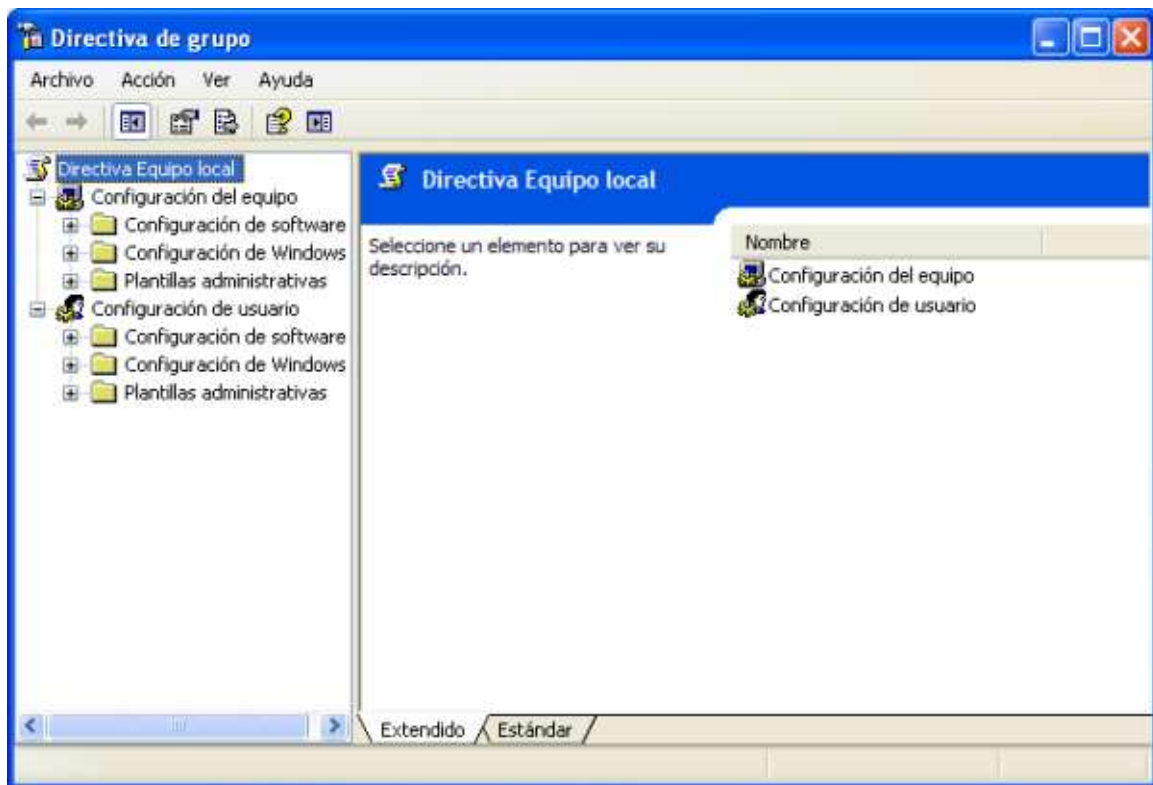 Directiva de grupo
Archivo Acción Ver Ayuda
Directiva Equipo local
Configuración del equipo
Configuración de software
Configuración de Windows
Plantillas administrativas
Configuración de usuario
Configuración de software
Configuración de Windows
Plantillas administrativas
Directiva Equipo local
Seleccione un elemento para ver su
descripción.
Nombre
Configuración del equipo
Configuración de usuario
Extendido Estándar